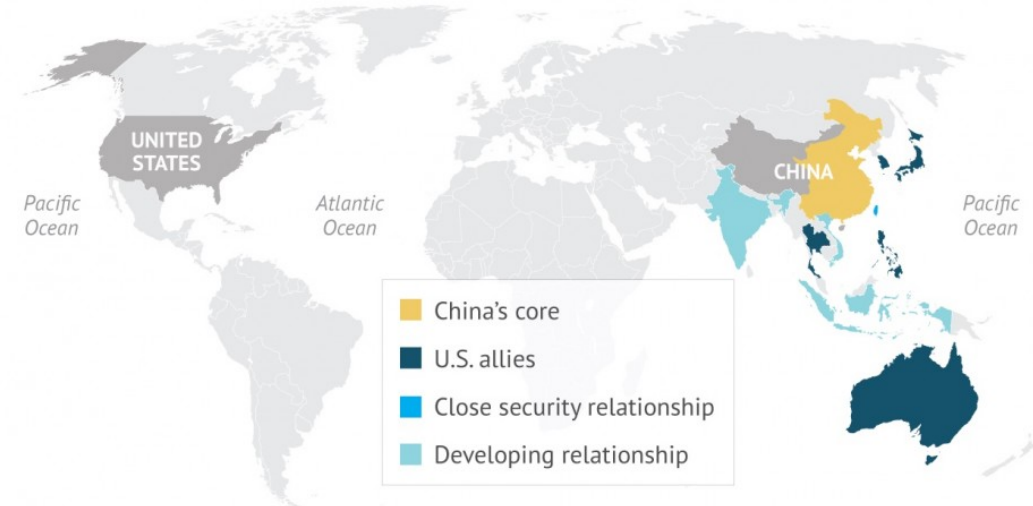 UNITED
STATES
CHINA
Pacific
Ocean
Atlantic
Ocean
Pacific
Ocean
China's core
U.S. allies
Close security relationship
Developing relationship